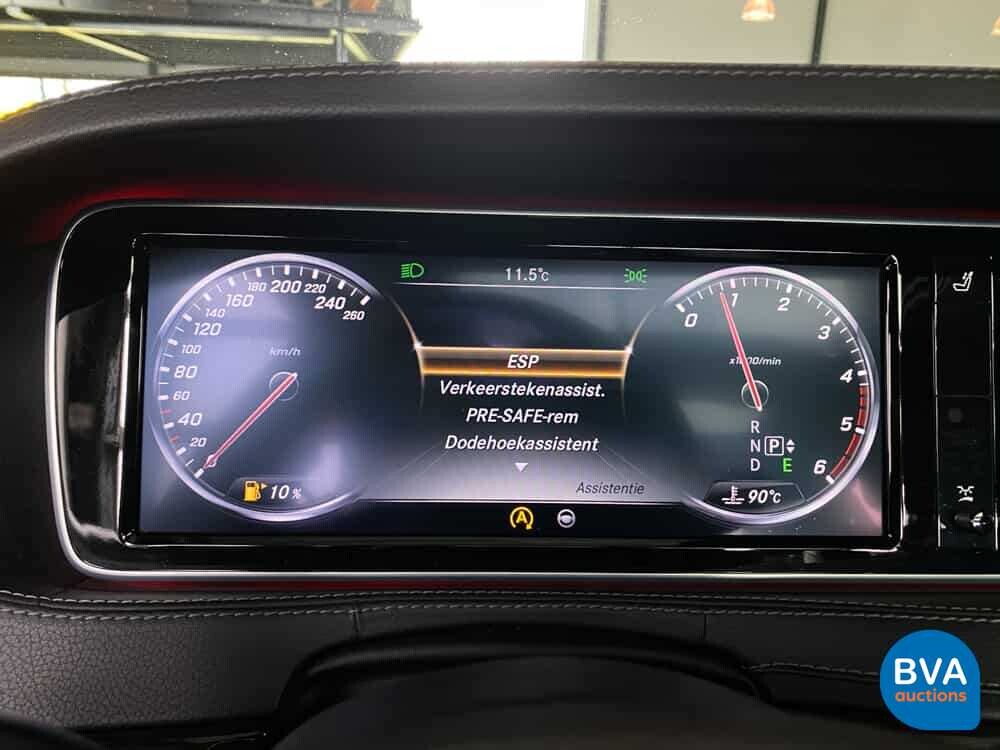 11.5°C
20
40
60
80
100
120
140
160
180
200
220
240
260
km/h
10 %
ESP
Verkeerstekenassist.
PRE-SAFE-rem
Dodehoekassistent
Assistentie
A
0
1
2
3
4
5
6
x1000/min
R
N P
D E
90°C
BVA
auctions